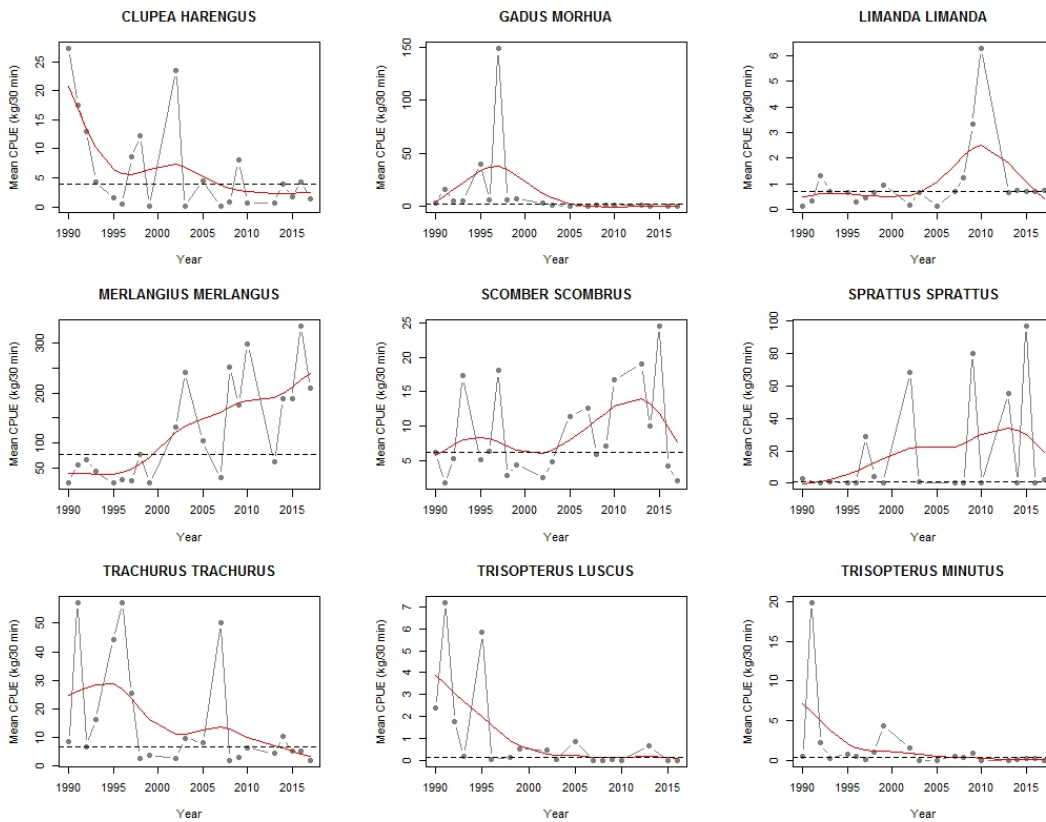 CLUPEA HARENGUS
Mean CPUE (kg/30 min)
25
20
15
10
5
0
1990 1995 2000 2005 2010 2015
Year
GADUS MORHUA
Mean CPUE (kg/30 min)
150
100
50
0
1990 1995 2000 2005 2010 2015
Year
LIMANDA LIMANDA
Mean CPUE (kg/30 min)
6
5
4
3
2
1
0
1990 1995 2000 2005 2010 2015
Year
MERLANGIUS MERLANGUS
Mean CPUE (kg/30 min)
300
200
100
50
1990 1995 2000 2005 2010 2015
Year
SCOMBER SCOMBRUS
Mean CPUE (kg/30 min)
25
20
15
10
5
1990 1995 2000 2005 2010 2015
Year
SPRATTUS SPRATTUS
Mean CPUE (kg/30 min)
100
80
60
40
20
0
1990 1995 2000 2005 2010 2015
Year
TRACHURUS TRACHURUS
Mean CPUE (kg/30 min)
50
40
30
20
10
0
1990 1995 2000 2005 2010 2015
Year
TRISOPTERUS LUSCUS
Mean CPUE (kg/30 min)
7
6
5
4
3
2
1
0
1990 1995 2000 2005 2010 2015
Year
TRISOPTERUS MINUTUS
Mean CPUE (kg/30 min)
20
15
10
5
0
1990 1995 2000 2005 2010 2015
Year